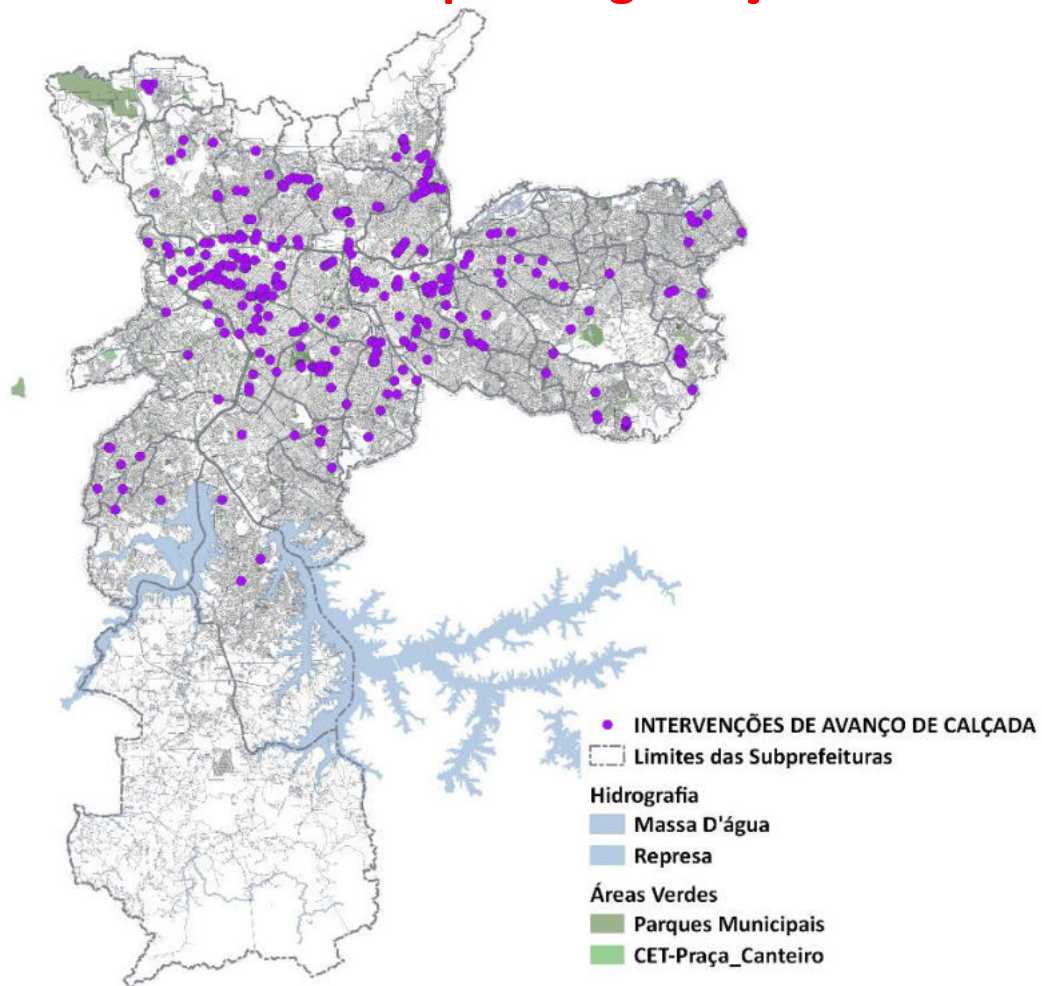 INTERVENÇÕES DE AVANÇO DE CALÇADA
Limites das Subprefeituras
Hidrografia
Massa D'água
Represa
Áreas Verdes
Parques Municipais
CET-Praça_Canteiro